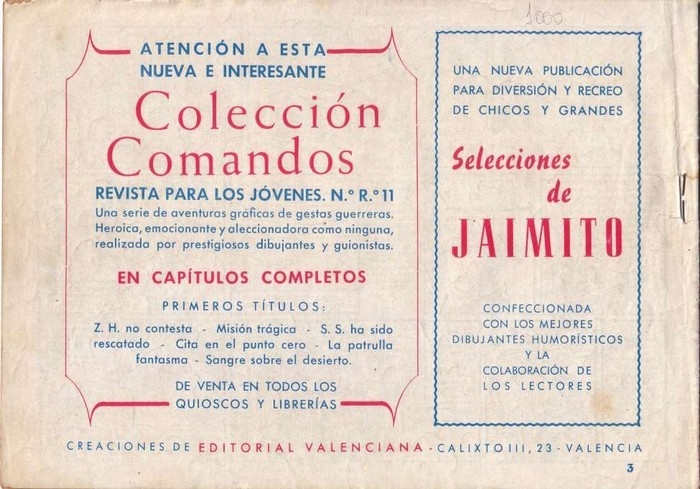 1000
ATENCIÓN A ESTA
NUEVA E INTERESANTE
Colección
Comandos
REVISTA PARA LOS JÓVENES. N.º R.º 11
Una serie de aventuras gráficas de gestas guerreras.
Heroica, emocionante y aleccionadora como ninguna,
realizada por prestigiosos dibujantes y guionistas.
EN CAPÍTULOS COMPLETOS
PRIMEROS TÍTULOS:
Z. H. no contesta - Misión trágica - S. S. ha sido
rescatado - Cita en el punto cero - La patrulla
fantasma - Sangre sobre el desierto.
DE VENTA EN TODOS LOS
QUIOSCOS Y LIBRERÍAS
UNA NUEVA PUBLICACIÓN
PARA DIVERSIÓN Y RECREO
DE CHICOS Y GRANDES
Selecciones
de
JAIMITO
CONFECCIONADA
CON LOS MEJORES
DIBUJANTES HUMORÍSTICOS
Y LA
COLABORACIÓN DE
LOS LECTORES
CREACIONES DE EDITORIAL VALENCIANA - CALIXTO III, 23 - VALENCIA
3